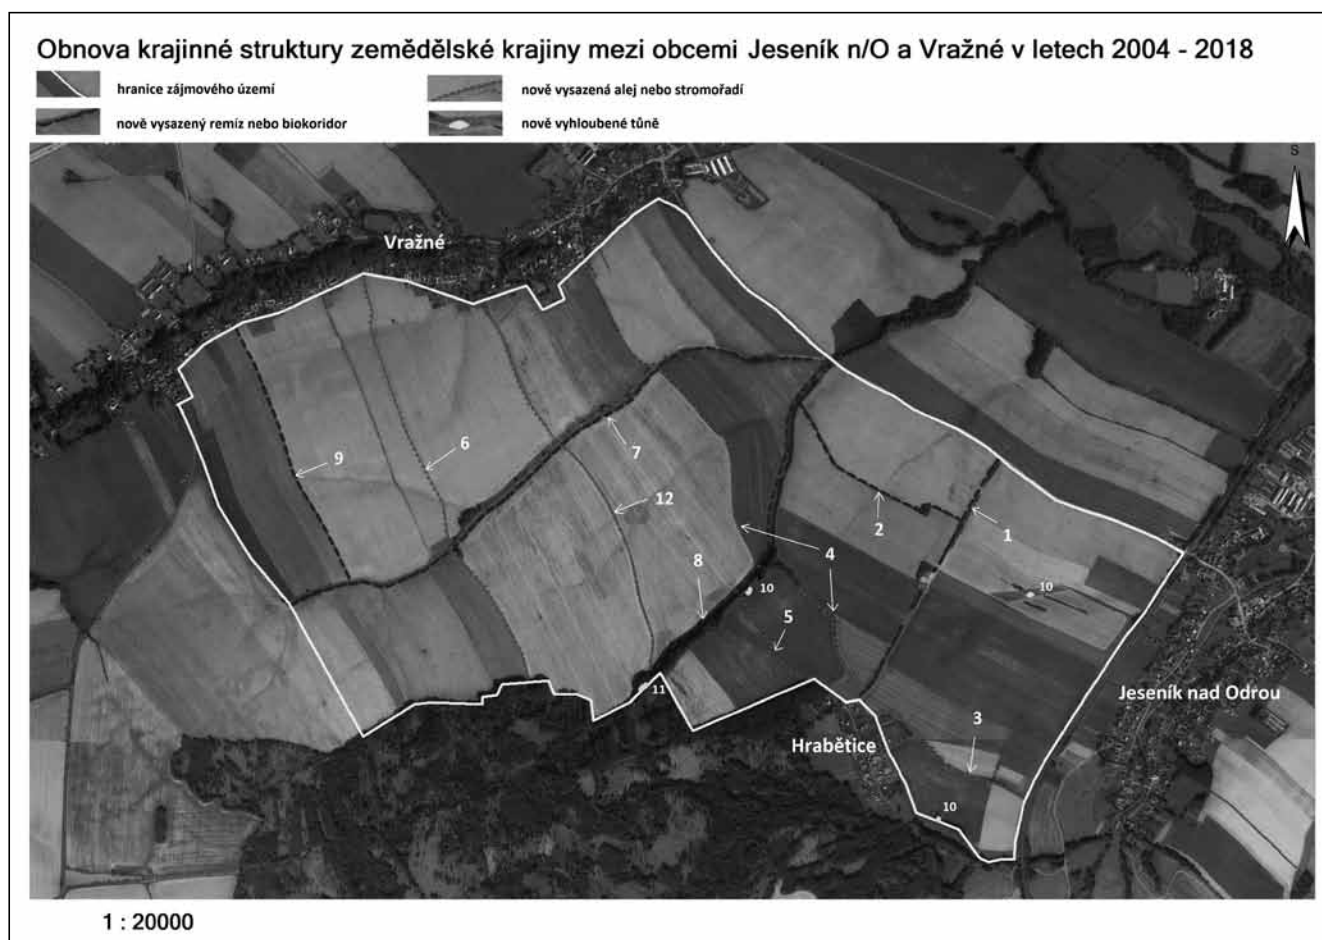 Obnova krajinné struktury zemědělské krajiny mezi obcemi Jeseník n/O a Vražné v letech 2004 - 2018
hranice zájmového území
nově vysazená alej nebo stromořadí
nově vysazený remíz nebo biokoridor
nově vyhloubené tůně
S
Vražné
6
9
7
12
2
1
4
8
10
10
5
11
Jeseník nad Odrou
3
Hrabětice
10
1 : 20000